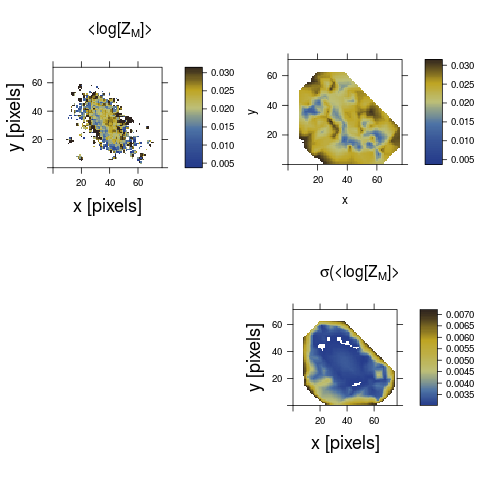 <log[Z_M]>
y [pixels]
60
40
20
20 40 60
x [pixels]
0.030
0.025
0.020
0.015
0.010
0.005
y
60
40
20
20 40 60
x
0.030
0.025
0.020
0.015
0.010
0.005
σ(<log[Z_M]>
y [pixels]
60
40
20
20 40 60
x [pixels]
0.0070
0.0065
0.0060
0.0055
0.0050
0.0045
0.0040
0.0035